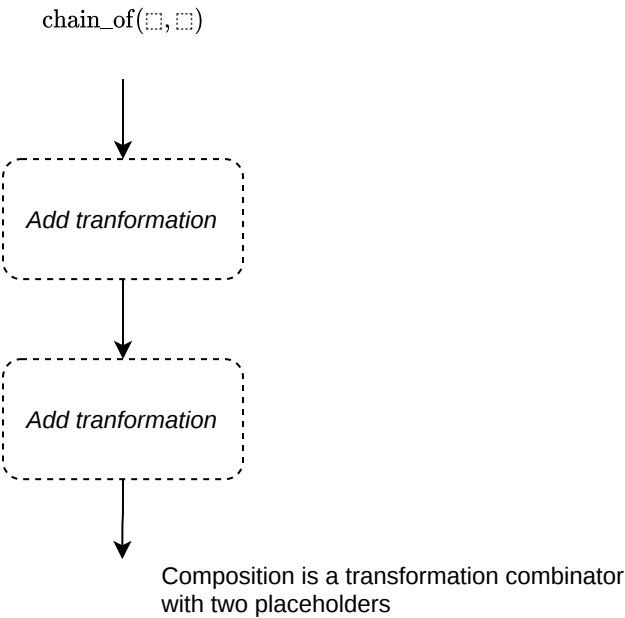 chain_of(⬚, ⬚)
Add tranformation
Add tranformation
Composition is a transformation combinator
with two placeholders